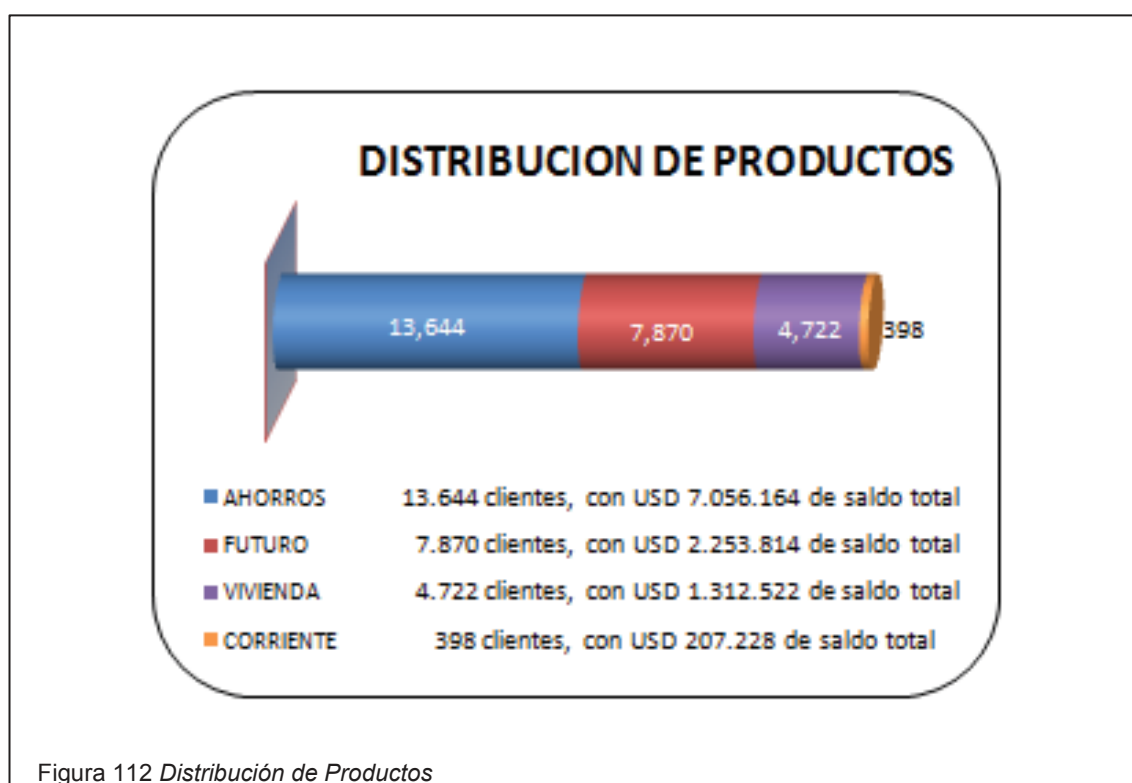 DISTRIBUCION DE PRODUCTOS
13,644 7,870 4,722 398
AHORROS 13.644 clientes, con USD 7.056.164 de saldo total
FUTURO 7.870 clientes, con USD 2.253.814 de saldo total
VIVIENDA 4.722 clientes, con USD 1.312.522 de saldo total
CORRIENTE 398 clientes, con USD 207.228 de saldo total
Figura 112 Distribución de Productos